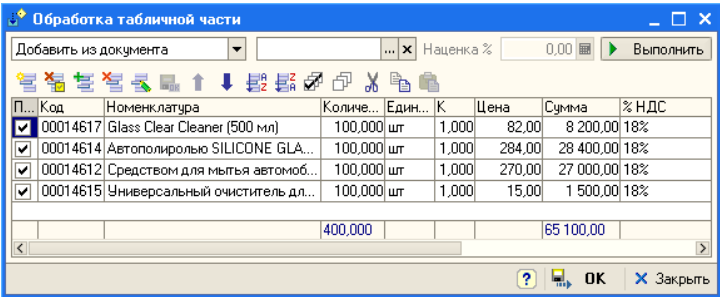 Обработка табличной части
Добавить из документа ... × Наценка % 0,00 Выполнить
П... Код Номенклатура Количе... Един... К Цена Сумма % НДС
00014617 Glass Clear Cleaner (500 мл) 100,000 шт 1,000 82,00 8 200,00 18%
00014614 Автополиролью SILICONE GLA... 100,000 шт 1,000 284,00 28 400,00 18%
00014612 Средством для мытья автомоб... 100,000 шт 1,000 270,00 27 000,00 18%
00014615 Универсальный очиститель дл... 100,000 шт 1,000 15,00 1 500,00 18%
400,000 65 100,00
? OK Закрыть